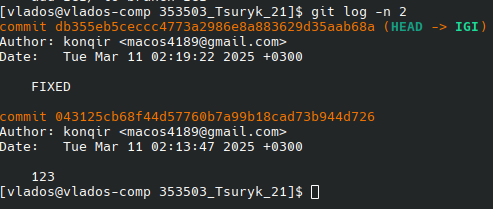 [vlados@vlados-comp 353503_Tsuryk_21]$ git log -n 2
commit db355eb5ceccc4773a2986e8a883629d35aab68a (HEAD -> IGI)
Author: konqir <macos4189@gmail.com>
Date:   Tue Mar 11 02:19:22 2025 +0300
    FIXED
commit 043125cb68f44d57760b7a99b18cad73b944d726
Author: konqir <macos4189@gmail.com>
Date:   Tue Mar 11 02:13:47 2025 +0300
    123
[vlados@vlados-comp 353503_Tsuryk_21]$